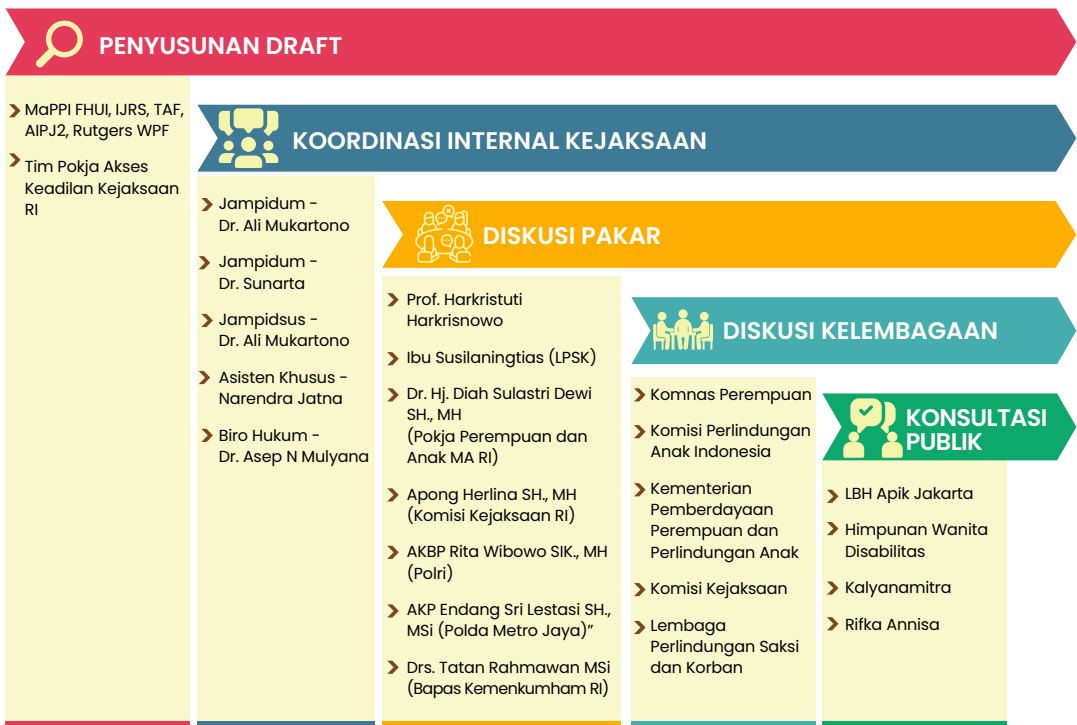 PENYUSUNAN DRAFT
MaPPI FHUI, IJRS, TAF,
AIPJ2, Rutgers WPF
Tim Pokja Akses
Keadilan Kejaksaan
RI
KOORDINASI INTERNAL KEJAKSAAN
Jampidum -
Dr. Ali Mukartono
Jampidum -
Dr. Sunarta
Jampidsus -
Dr. Ali Mukartono
Asisten Khusus -
Narendra Jatna
Biro Hukum -
Dr. Asep N Mulyana
DISKUSI PAKAR
Prof. Harkristuti
Harkrisnowo
Ibu Susilaningtias (LPSK)
Dr. Hj. Diah Sulastri Dewi
SH., MH
(Pokja Perempuan dan
Anak MA RI)
Apong Herlina SH., MH
(Komisi Kejaksaan RI)
AKBP Rita Wibowo SIK., MH
(Polri)
AKP Endang Sri Lestasi SH.,
MSi (Polda Metro Jaya)”
Drs. Tatan Rahmawan MSi
(Bapas Kemenkumham RI)
DISKUSI KELEMBAGAAN
Komnas Perempuan
Komisi Perlindungan
Anak Indonesia
Kementerian
Pemberdayaan
Perempuan dan
Perlindungan Anak
Komisi Kejaksaan
Lembaga
Perlindungan Saksi
dan Korban
KONSULTASI
PUBLIK
LBH Apik Jakarta
Himpunan Wanita
Disabilitas
Kalyanamitra
Rifka Annisa